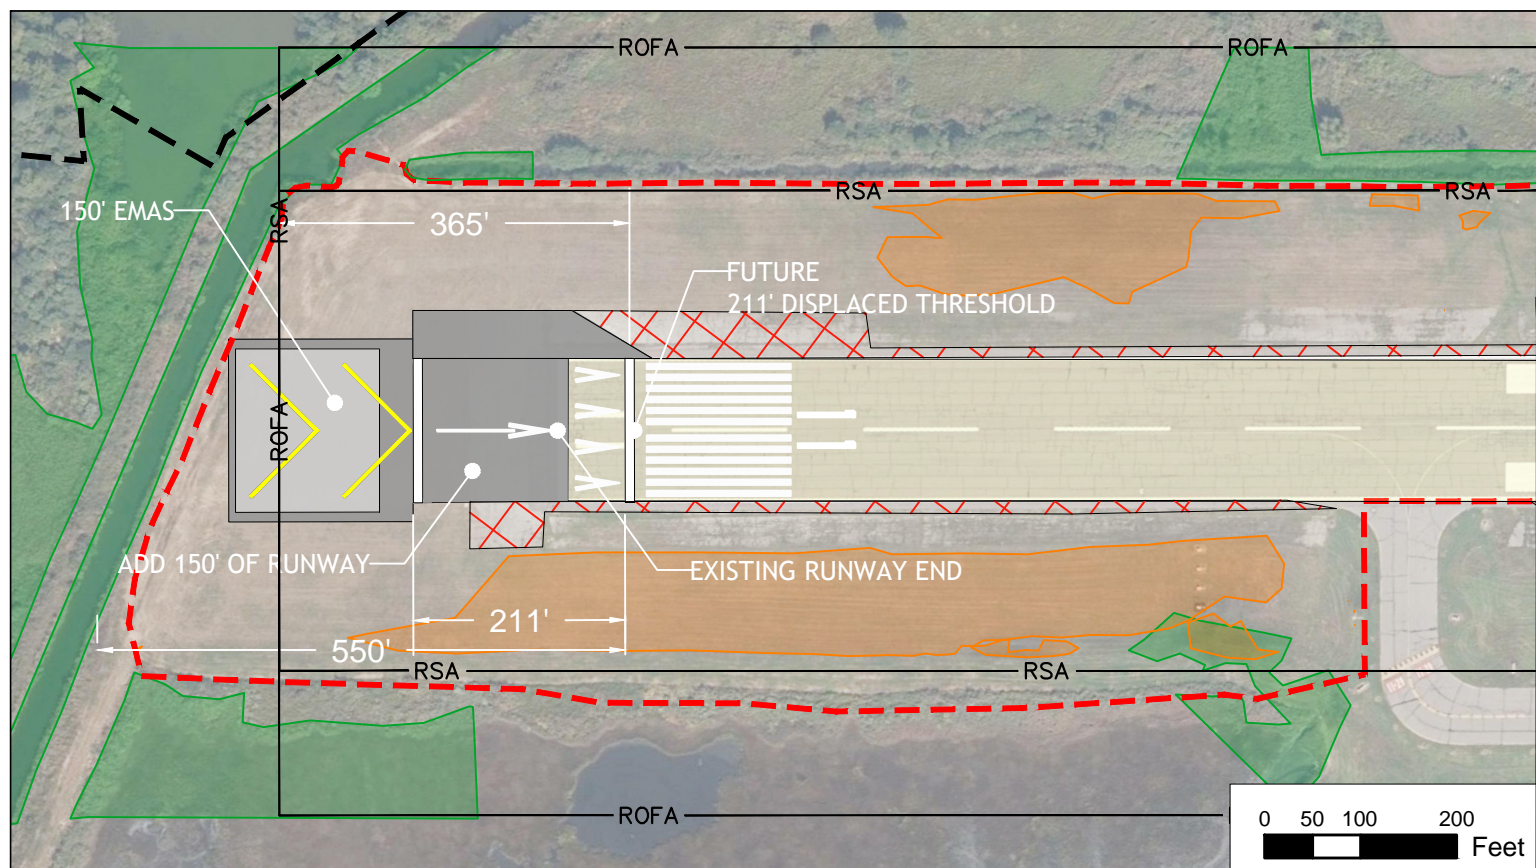 ROFA
ROFA
RSA
RSA
150' EMAS
RSA
365'
FUTURE
211' DISPLACED THRESHOLD
ROFA
ADD 150' OF RUNWAY
EXISTING RUNWAY END
211'
550'
RSA
RSA
ROFA
0 50 100 200
Feet